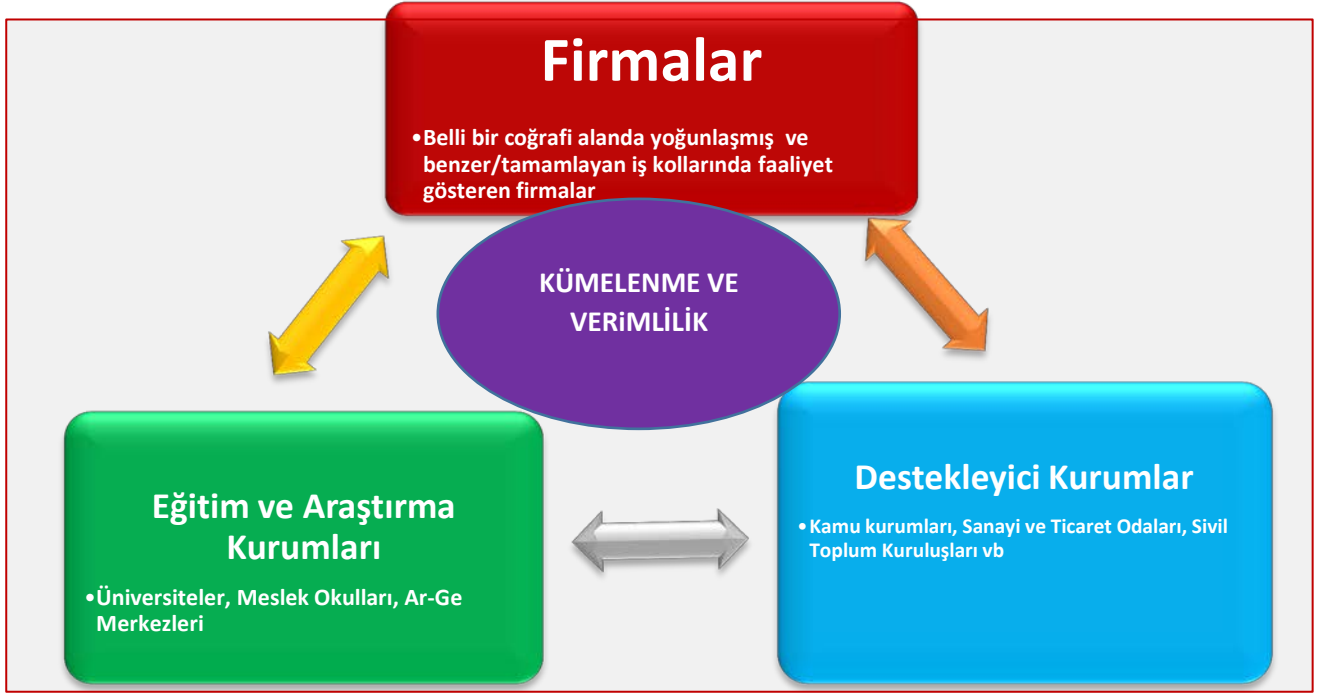 Firmalar
•Belli bir coğrafi alanda yoğunlaşmış ve
benzer/tamamlayan iş kollarında faaliyet
gösteren firmalar
KÜMELENME VE
VERiMLİLİK
Eğitim ve Araştırma
Kurumları
•Üniversiteler, Meslek Okulları, Ar-Ge
Merkezleri
Destekleyici Kurumlar
•Kamu kurumları, Sanayi ve Ticaret Odaları, Sivil
Toplum Kuruluşları vb